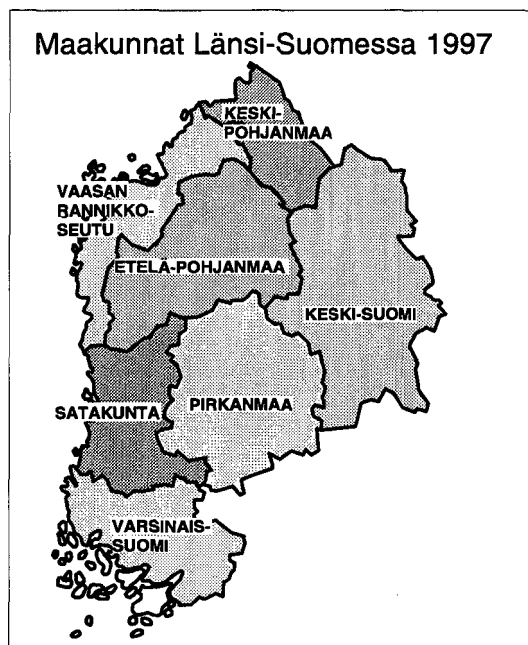 Maakunnat Länsi-Suomessa 1997
KESKI-
POHJANMAA
VAASAN
RANNIKKO-
SEUTU
ETELÄ-POHJANMAA
KESKI-SUOMI
SATAKUNTA
PIRKANMAA
VARSINAIS-
SUOMI